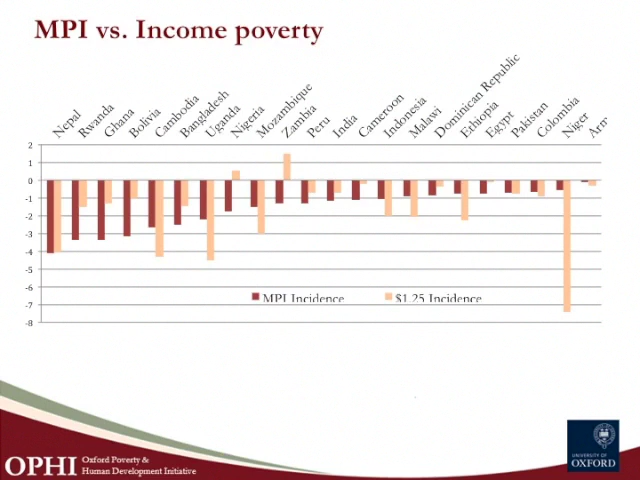 MPI vs. Income poverty
Nepal
Rwanda
Ghana
Bolivia
Cambodia
Bangladesh
Uganda
Nigeria
Mozambique
Zambia
Peru
India
Cameroon
Indonesia
Malawi
Dominican Republic
Ethiopia
Egypt
Pakistan
Colombia
Niger
Arm
2
1
0
-1
-2
-3
-4
-5
-6
-7
-8
MPI Incidence
$1.25 Incidence
OPHI
Oxford Poverty &
Human Development Initiative
UNIVERSITY OF
OXFORD